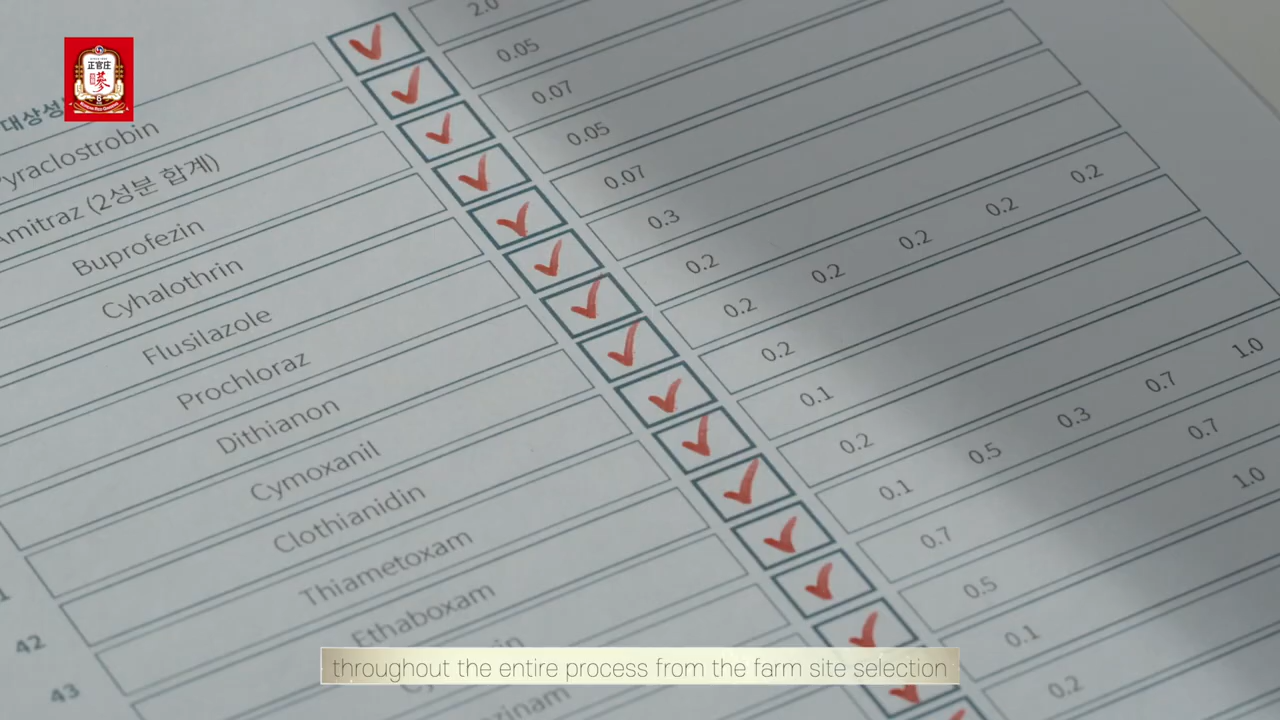 正官庄
대상성
Pyraclostrobin
Amitraz (2성분 합계)
Buprofezin
Cyhalothrin
Flusilazole
Prochloraz
Dithianon
Cymoxanil
Clothianidin
Thiametoxam
Ethaboxam
42
43
2.0
0.05
0.07
0.05
0.07
0.3
0.2
0.2 0.2 0.2 0.2 0.2
0.2
0.1
0.2
0.1 0.5 0.3 0.7 1.0
0.7 0.7
0.5 1.0
0.1
0.2
throughout the entire process from the farm site selection